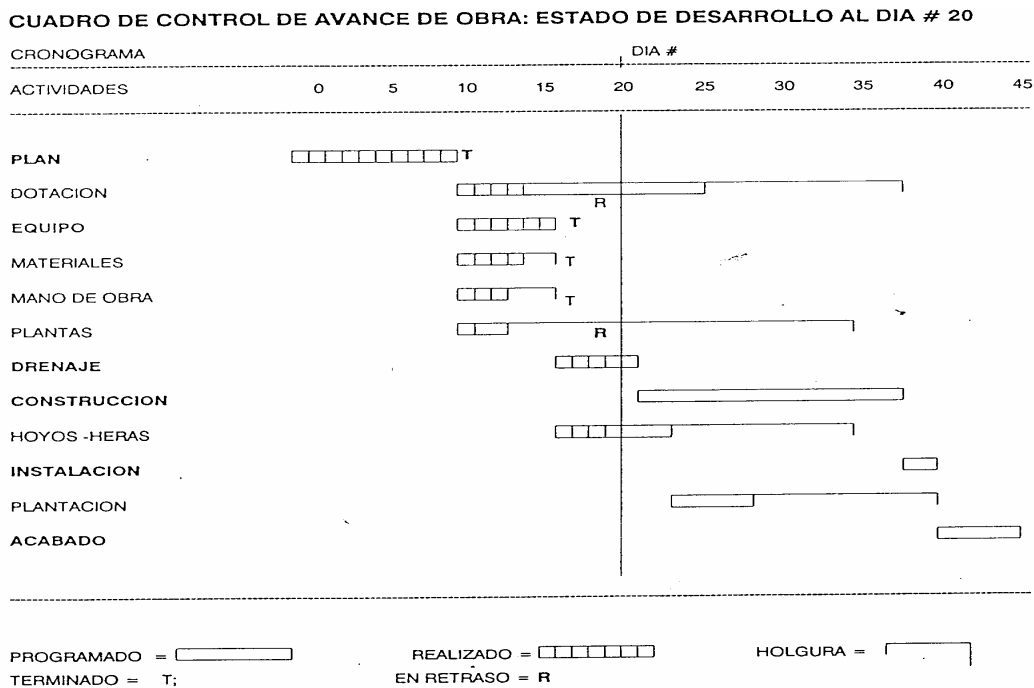 CUADRO DE CONTROL DE AVANCE DE OBRA: ESTADO DE DESARROLLO AL DIA # 20
CRONOGRAMA DIA #
ACTIVIDADES 0 5 10 15 20 25 30 35 40 45
PLAN T
DOTACION
R
EQUIPO T
MATERIALES T
MANO DE OBRA T
PLANTAS R
DRENAJE
CONSTRUCCION
HOYOS -HERAS
INSTALACION
PLANTACION
ACABADO
PROGRAMADO = REALIZADO = HOLGURA =
TERMINADO = T; EN RETRASO = R